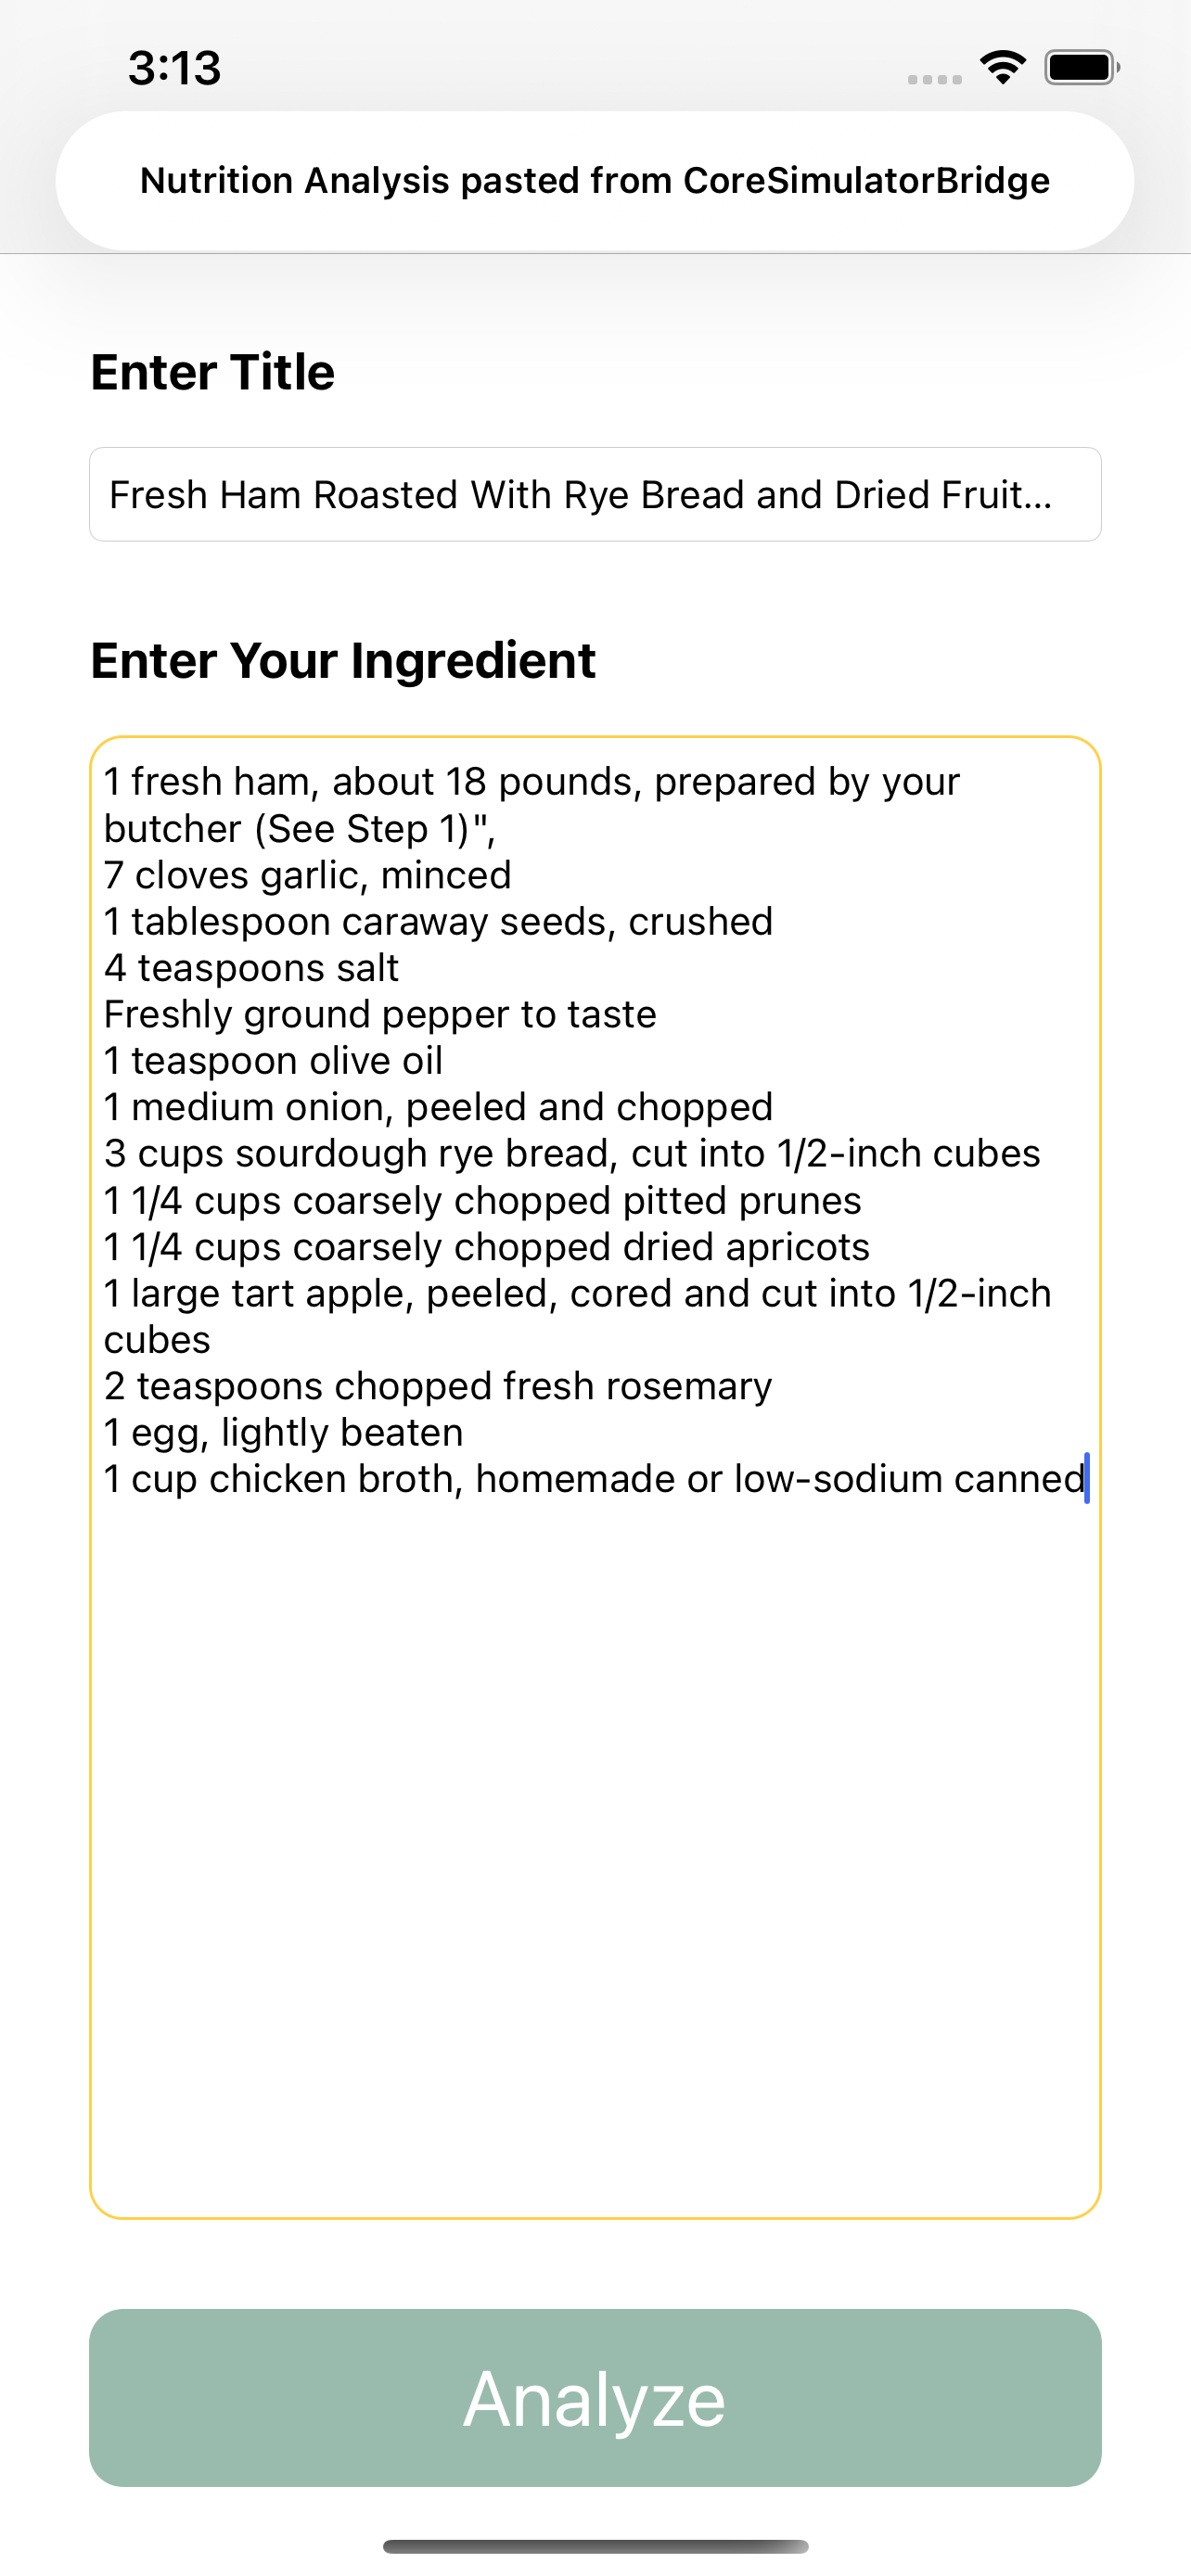 3:13
Nutrition Analysis pasted from CoreSimulatorBridge
Enter Title
Fresh Ham Roasted With Rye Bread and Dried Fruit...
Enter Your Ingredient
1 fresh ham, about 18 pounds, prepared by your
butcher (See Step 1)",
7 cloves garlic, minced
1 tablespoon caraway seeds, crushed
4 teaspoons salt
Freshly ground pepper to taste
1 teaspoon olive oil
1 medium onion, peeled and chopped
3 cups sourdough rye bread, cut into 1/2-inch cubes
1 1/4 cups coarsely chopped pitted prunes
1 1/4 cups coarsely chopped dried apricots
1 large tart apple, peeled, cored and cut into 1/2-inch
cubes
2 teaspoons chopped fresh rosemary
1 egg, lightly beaten
1 cup chicken broth, homemade or low-sodium canned
Analyze